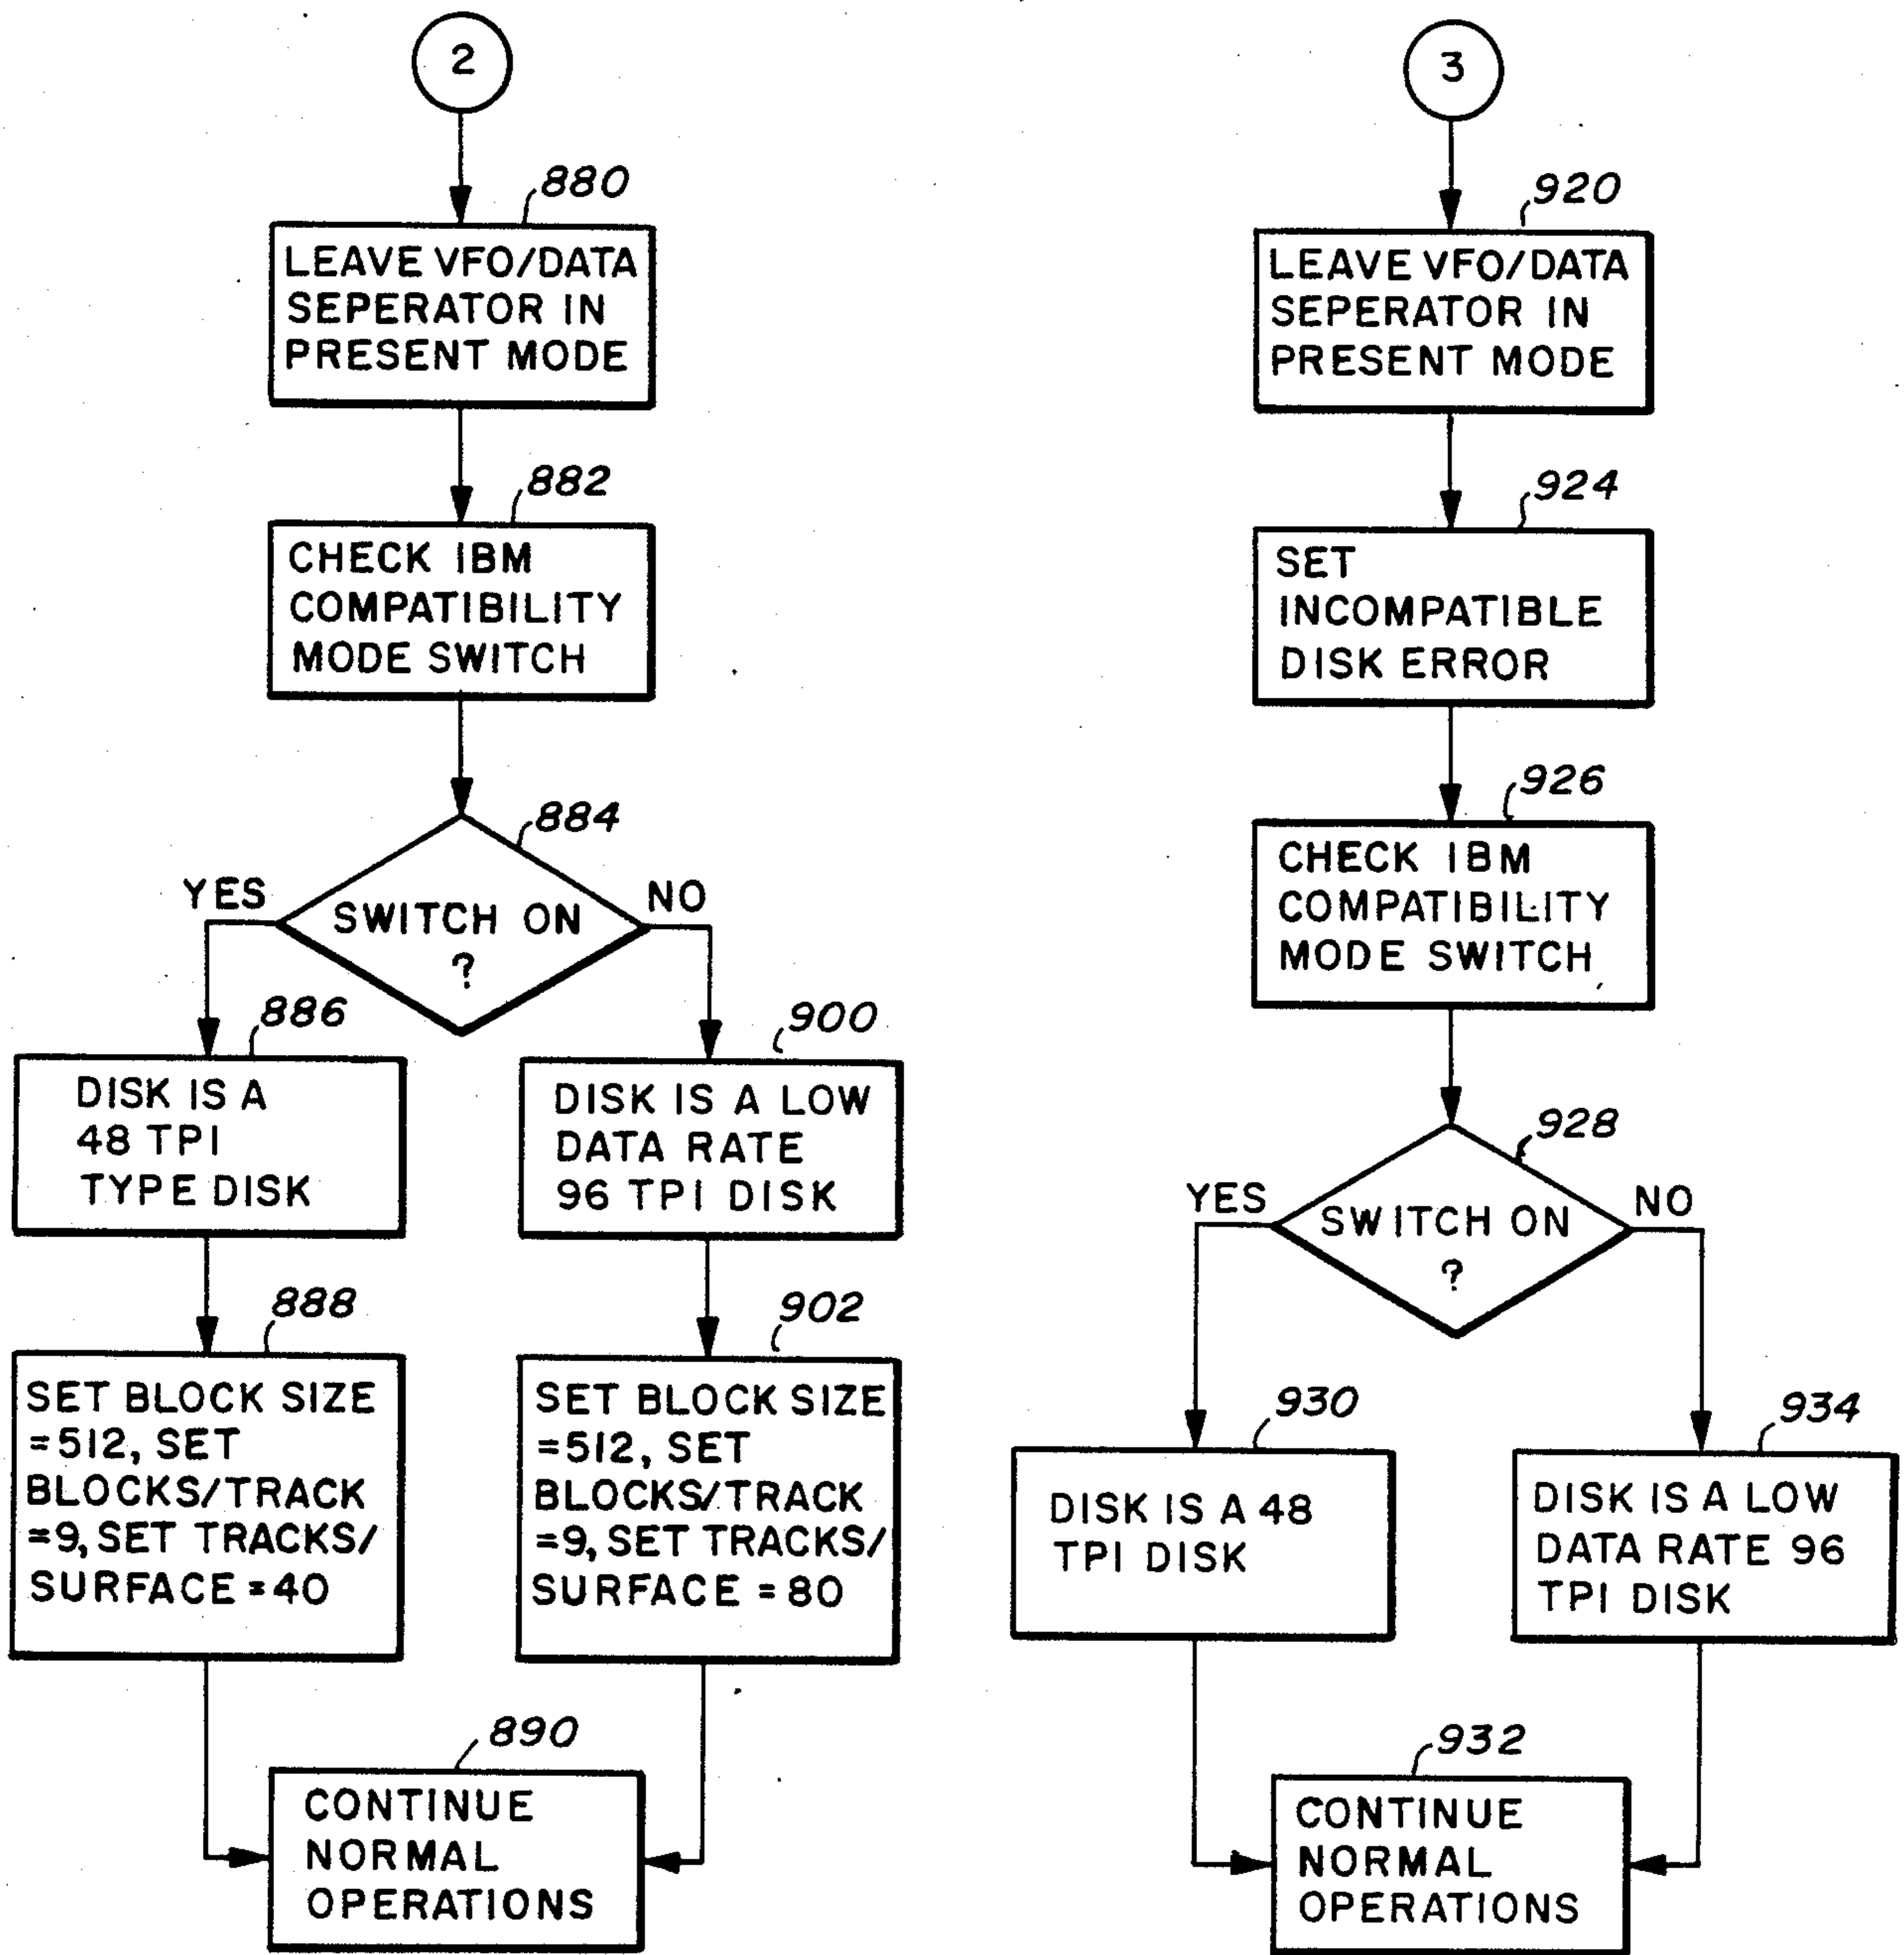 2
880
LEAVE VFO/DATA
SEPERATOR IN
PRESENT MODE
882
CHECK IBM
COMPATIBILITY
MODE SWITCH
884
YES
SWITCH ON
?
NO
886
DISK IS A
48 TPI
TYPE DISK
900
DISK IS A LOW
DATA RATE
96 TPI DISK
888
SET BLOCK SIZE
=512, SET
BLOCKS/TRACK
=9, SET TRACKS/
SURFACE =40
902
SET BLOCK SIZE
=512, SET
BLOCKS/TRACK
=9, SET TRACKS/
SURFACE = 80
890
CONTINUE
NORMAL
OPERATIONS
3
920
LEAVE VFO/DATA
SEPERATOR IN
PRESENT MODE
924
SET
INCOMPATIBLE
DISK ERROR
926
CHECK IBM
COMPATIBILITY
MODE SWITCH
928
YES
SWITCH ON
?
NO
930
DISK IS A 48
TPI DISK
934
DISK IS A LOW
DATA RATE 96
TPI DISK
932
CONTINUE
NORMAL
OPERATIONS